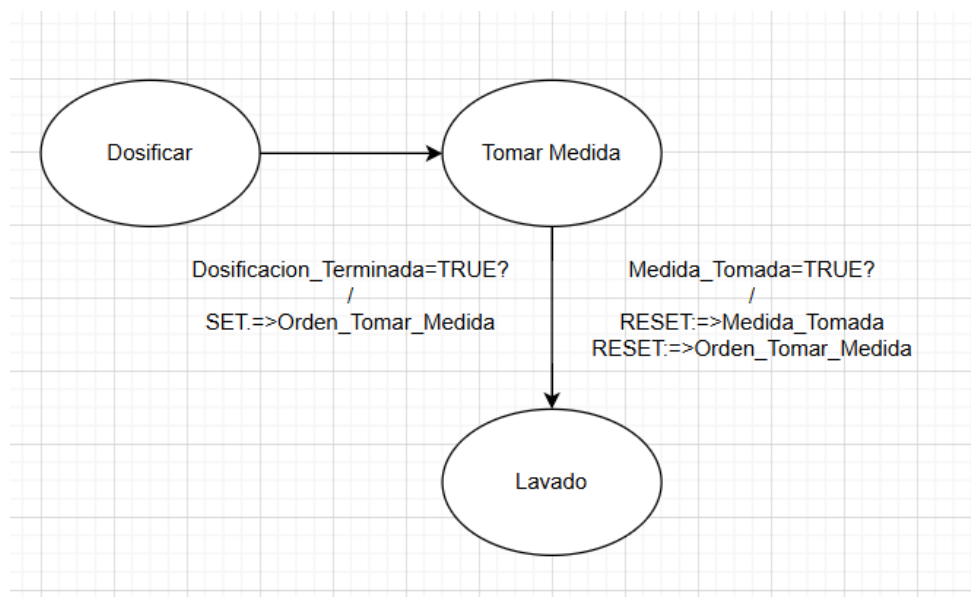 Dosificar
Tomar Medida
Dosificacion_Terminada=TRUE?
/
SET.=>Orden_Tomar_Medida
Medida_Tomada=TRUE?
/
RESET:=>Medida_Tomada
RESET:=>Orden_Tomar_Medida
Lavado